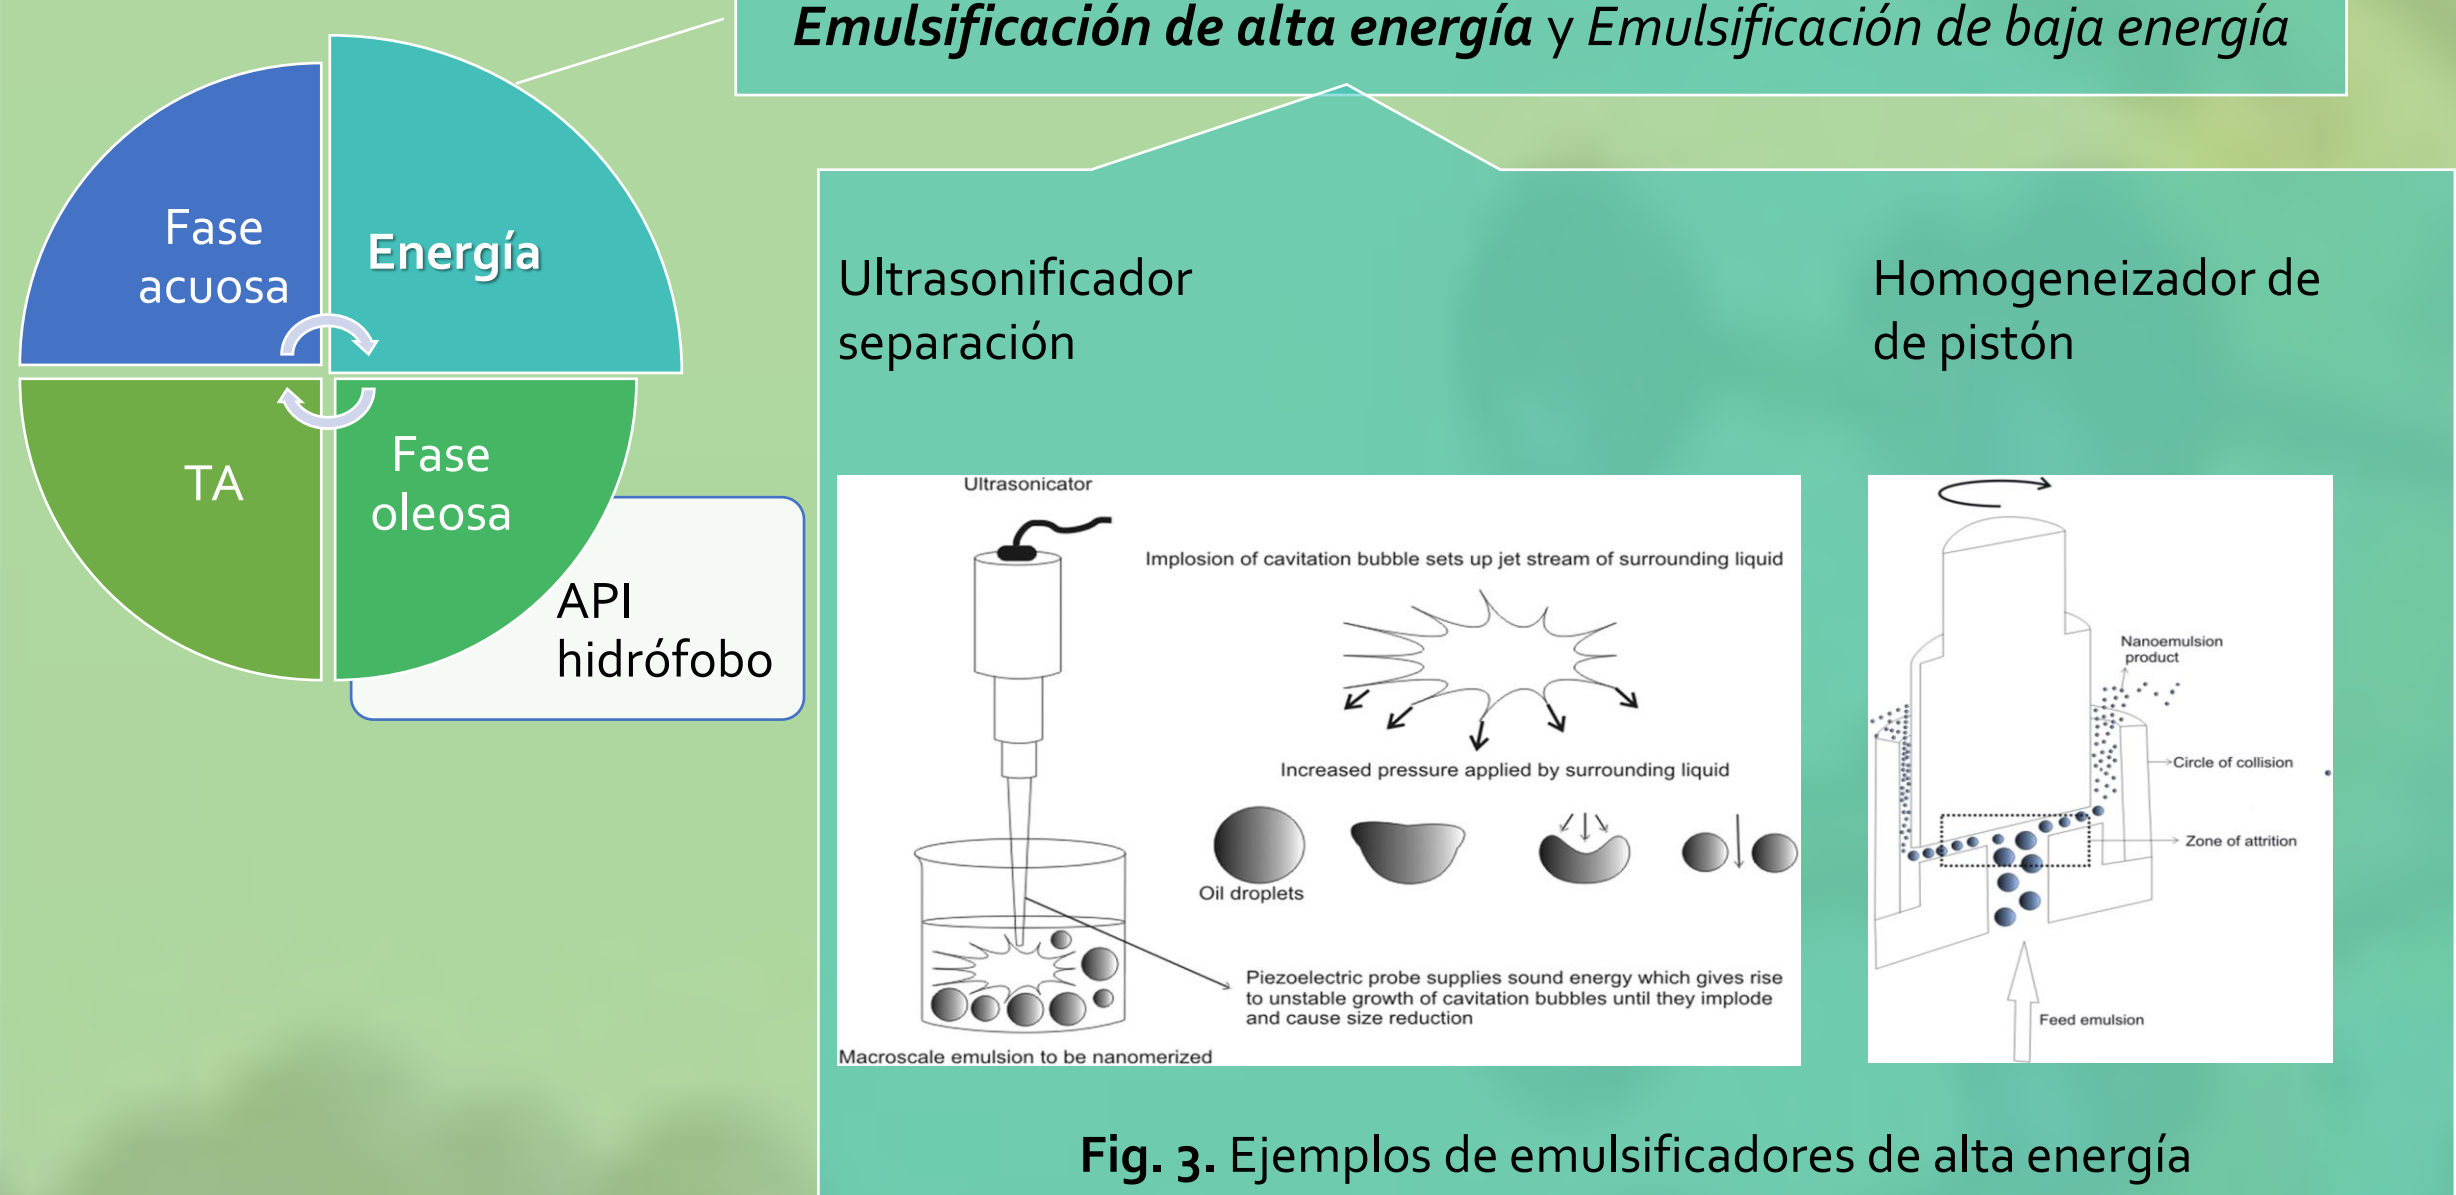 Emulsificación de alta energía y Emulsificación de baja energía
Fase
acuosa
Energía
TA
Fase
oleosa
API
hidrófobo
Ultrasonificador
separación
Homogeneizador de
de pistón
Ultrasonicator
Implosion of cavitation bubble sets up jet stream of surrounding liquid
Increased pressure applied by surrounding liquid
Oil droplets
Piezoelectric probe supplies sound energy which gives rise
to unstable growth of cavitation bubbles until they implode
and cause size reduction
Macroscale emulsion to be nanomerized
Nanoemulsion
product
Circle of collision
Zone of attrition
Feed emulsion
Fig. 3. Ejemplos de emulsificadores de alta energía